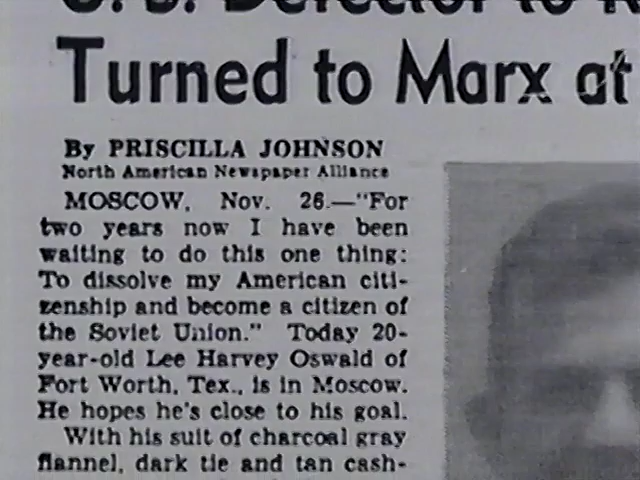 U. S. Defector to
Turned to Marx at
By PRISCILLA JOHNSON
North American Newspaper Alliance
MOSCOW, Nov. 26.—"For
two years now I have been
waiting to do this one thing:
To dissolve my American citi-
zenship and become a citizen of
the Soviet Union." Today 20-
year-old Lee Harvey Oswald of
Fort Worth, Tex., is in Moscow.
He hopes he's close to his goal.
With his suit of charcoal gray
flannel, dark tie and tan cash-